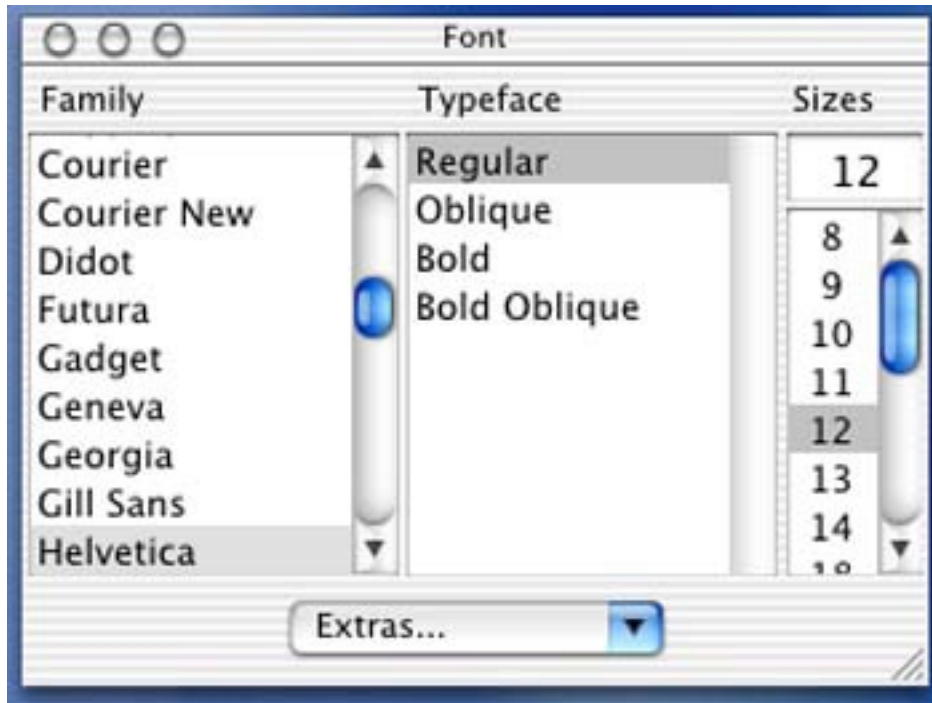 Font
Family
Typeface
Sizes
Courier
Courier New
Didot
Futura
Gadget
Geneva
Georgia
Gill Sans
Helvetica
Regular
Oblique
Bold
Bold Oblique
12
8
9
10
11
12
13
14
18
Extras...